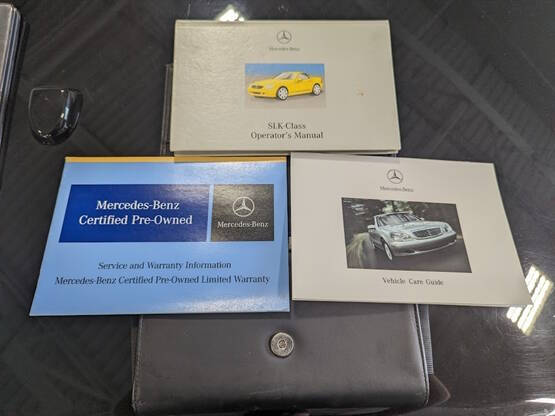 Mercedes-Benz
SLK-Class
Operator's Manual
Mercedes-Benz
Certified Pre-Owned
Mercedes-Benz
Service and Warranty Information
Mercedes-Benz Certified Pre-Owned Limited Warranty
Mercedes-Benz
Vehicle Care Guide